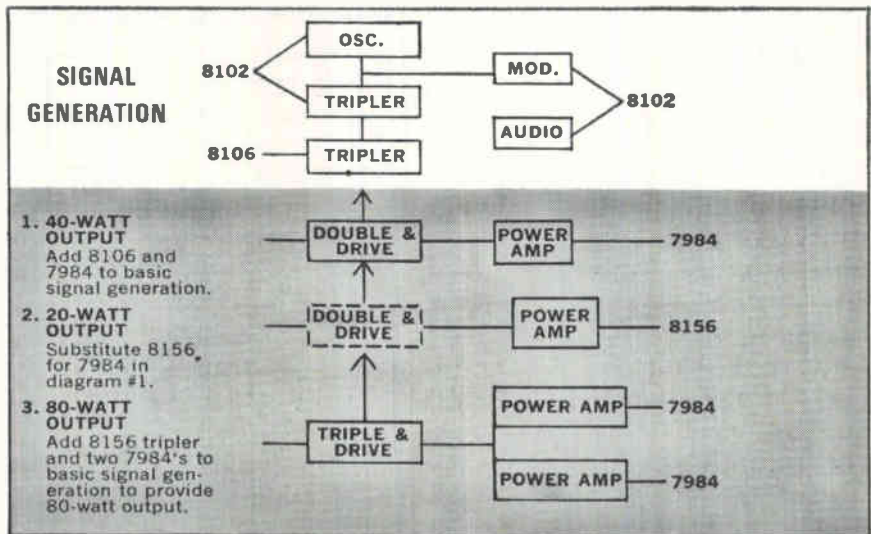 SIGNAL
GENERATION
OSC.
8102
TRIPLER
8106
TRIPLER
MOD.
8102
AUDIO
1. 40-WATT
OUTPUT
Add 8106 and
7984 to basic
signal generation.
DOUBLE &
DRIVE
POWER
AMP
7984
2. 20-WATT
OUTPUT
Substitute 8156
for 7984 in
diagram #1.
DOUBLE &
DRIVE
POWER
AMP
8156
3. 80-WATT
OUTPUT
Add 8156 tripler
and two 7984's to
basic signal gen-
eration to provide
80-watt output.
TRIPLE &
DRIVE
POWER AMP
7984
POWER AMP
7984